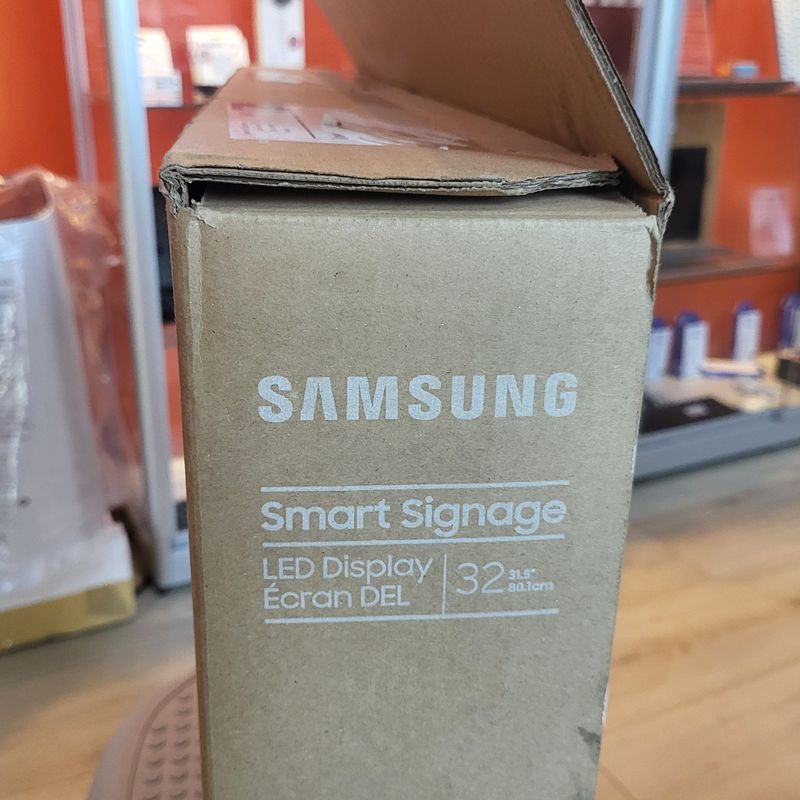 SAMSUNG
Smart Signage
LED Display
Écran DEL
32
31.5"
80.1cm